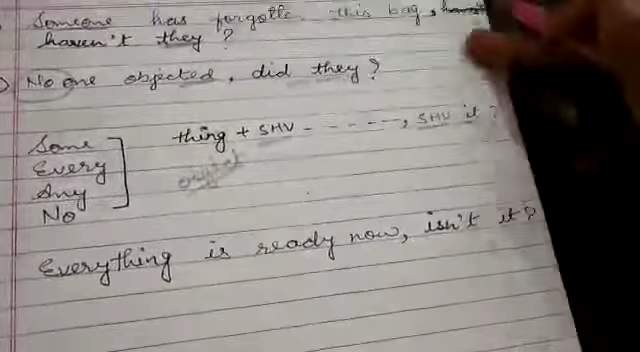 Someone has forgotte this bag,
haven't they?
No one objected, did they?
Some
Every
Any
No
thing + SHV - - - - -, SHV it?
Everything is ready now, isn't it?